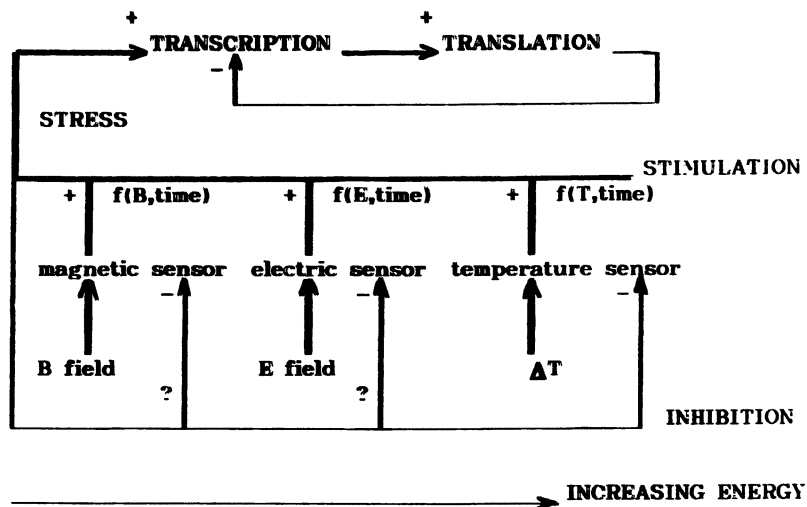 + +
TRANSCRIPTION TRANSLATION
–
STRESS
STIMULATION
+ f(B,time) + f(E,time) + f(T,time)
magnetic sensor electric sensor temperature sensor
– – –
B field E field ΔT
? ?
INHIBITION
INCREASING ENERGY